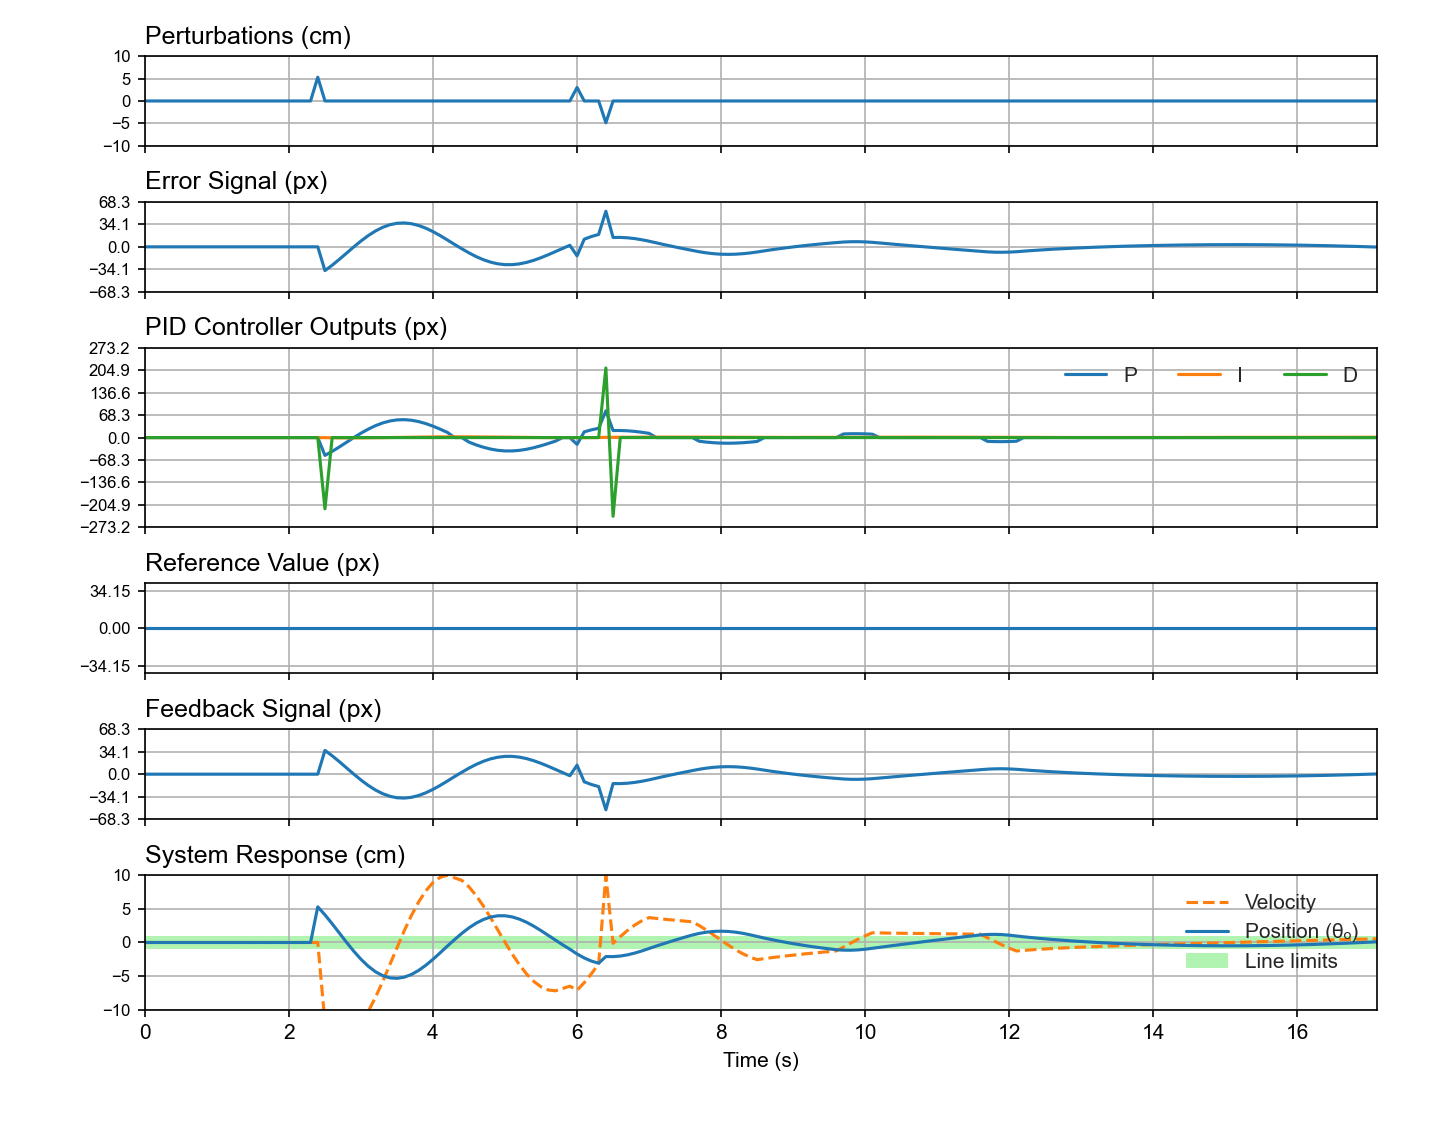 Perturbations (cm)
10
5
0
−5
−10
Error Signal (px)
68.3
34.1
0.0
−34.1
−68.3
PID Controller Outputs (px)
273.2
204.9
136.6
68.3
0.0
−68.3
−136.6
−204.9
−273.2
P I D
Reference Value (px)
34.15
0.00
−34.15
Feedback Signal (px)
68.3
34.1
0.0
−34.1
−68.3
System Response (cm)
10
5
0
−5
−10
Velocity
Position (θₒ)
Line limits
0 2 4 6 8 10 12 14 16
Time (s)